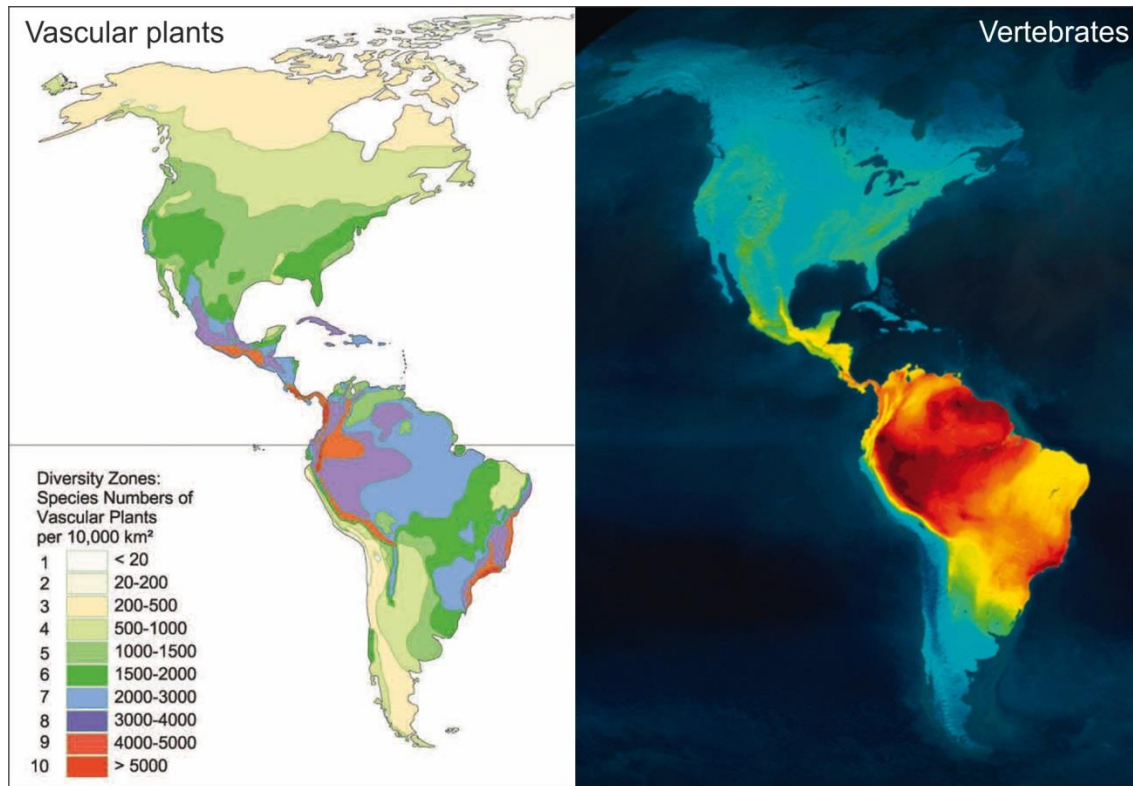 Vascular plants
Vertebrates
Diversity Zones:
Species Numbers of
Vascular Plants
per 10,000 km²
1 < 20
2 20-200
3 200-500
4 500-1000
5 1000-1500
6 1500-2000
7 2000-3000
8 3000-4000
9 4000-5000
10 > 5000